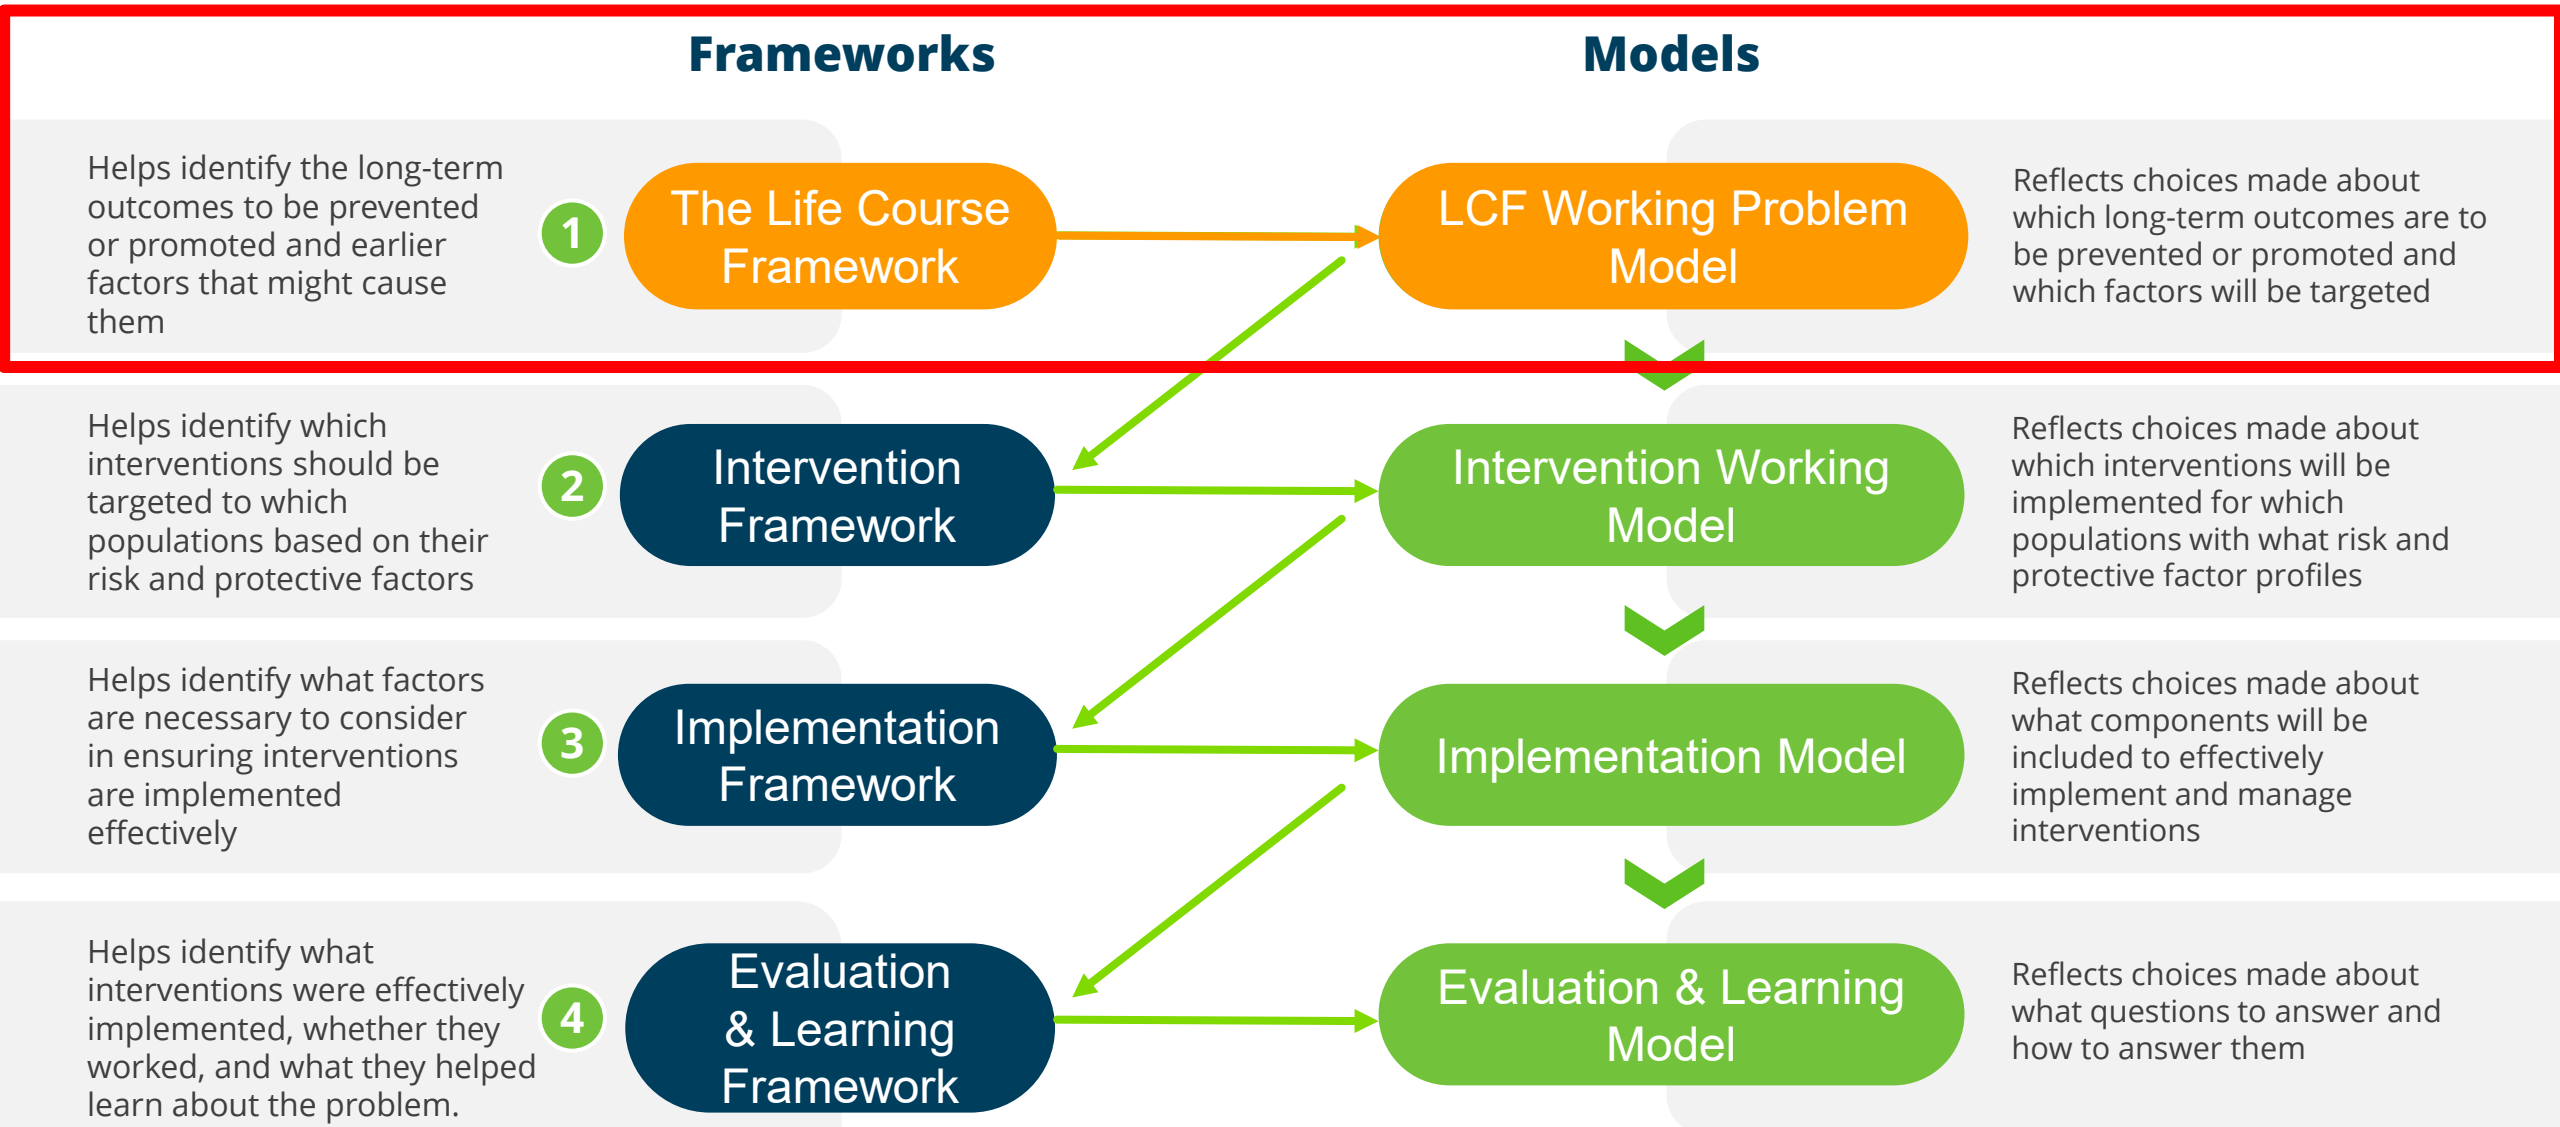 Frameworks
Models
Helps identify the long-term
outcomes to be prevented
or promoted and earlier
factors that might cause
them
1
The Life Course
Framework
LCF Working Problem
Model
Reflects choices made about
which long-term outcomes are to
be prevented or promoted and
which factors will be targeted
Helps identify which
interventions should be
targeted to which
populations based on their
risk and protective factors
2
Intervention
Framework
Intervention Working
Model
Reflects choices made about
which interventions will be
implemented for which
populations with what risk and
protective factor profiles
Helps identify what factors
are necessary to consider
in ensuring interventions
are implemented
effectively
3
Implementation
Framework
Implementation Model
Reflects choices made about
what components will be
included to effectively
implement and manage
interventions
Helps identify what
interventions were effectively
implemented, whether they
worked, and what they helped
learn about the problem.
4
Evaluation
& Learning
Framework
Evaluation & Learning
Model
Reflects choices made about
what questions to answer and
how to answer them